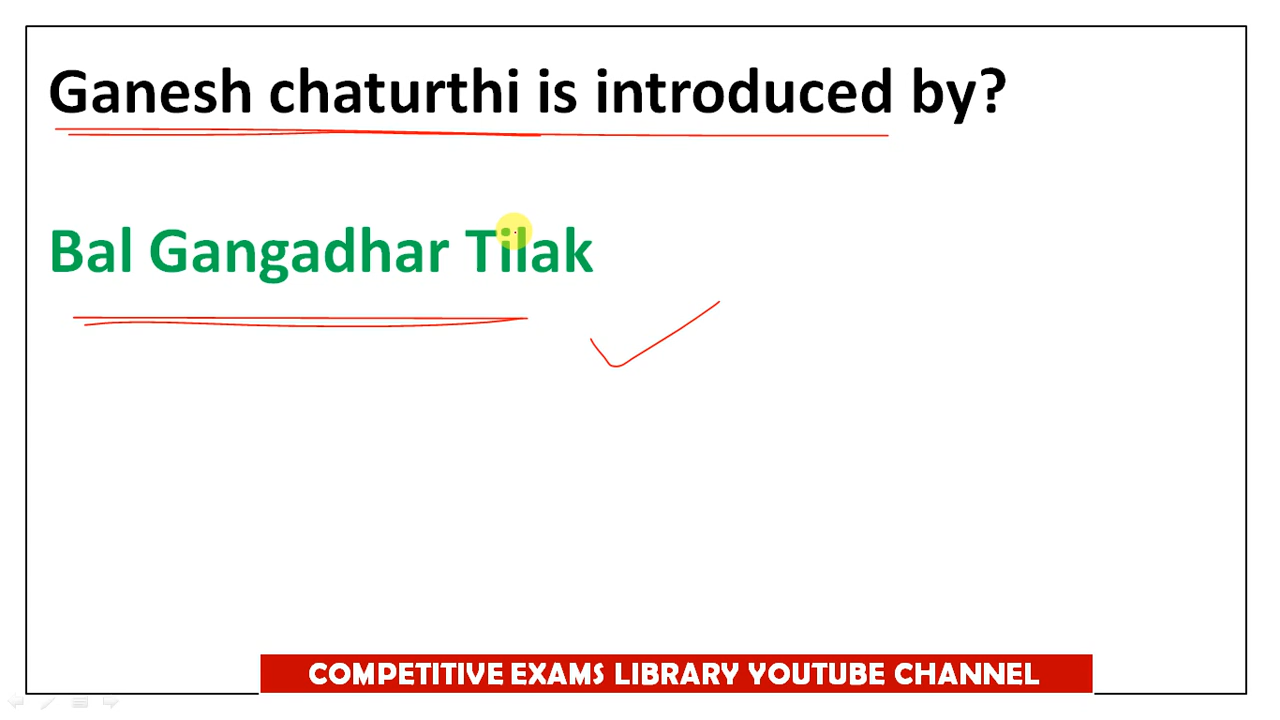 Ganesh chaturthi is introduced by?
Bal Gangadhar Tilak
COMPETITIVE EXAMS LIBRARY YOUTUBE CHANNEL